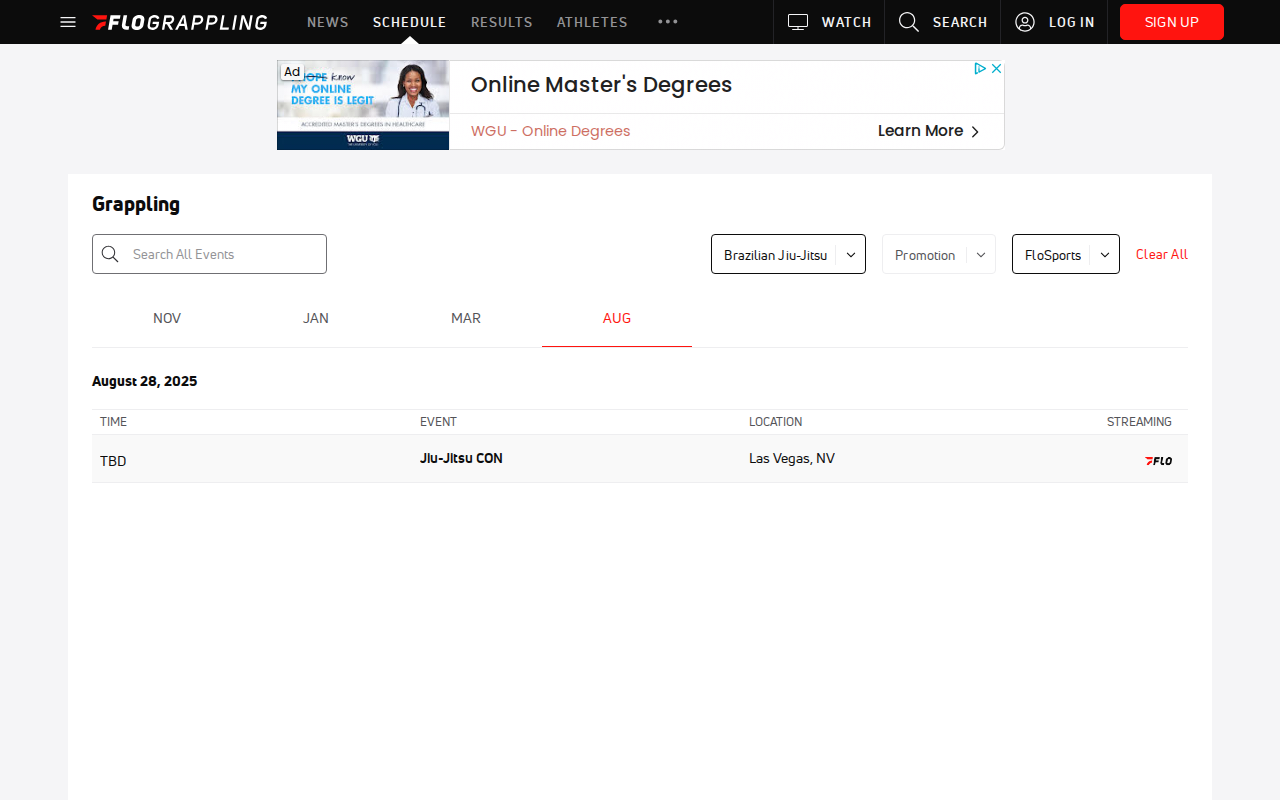 FLOGRAPPLING NEWS SCHEDULE RESULTS ATHLETES WATCH SEARCH LOG IN SIGN UP
Ad
HOPE know
MY ONLINE
DEGREE IS LEGIT
ACCREDITED MASTER'S DEGREES IN HEALTHCARE
WGU
Online Master's Degrees
WGU - Online Degrees
Learn More
Grappling
Search All Events
Brazilian Jiu-Jitsu
Promotion
FloSports
Clear All
NOV JAN MAR AUG
August 28, 2025
TIME EVENT LOCATION STREAMING
TBD Jiu-Jitsu CON Las Vegas, NV FLO